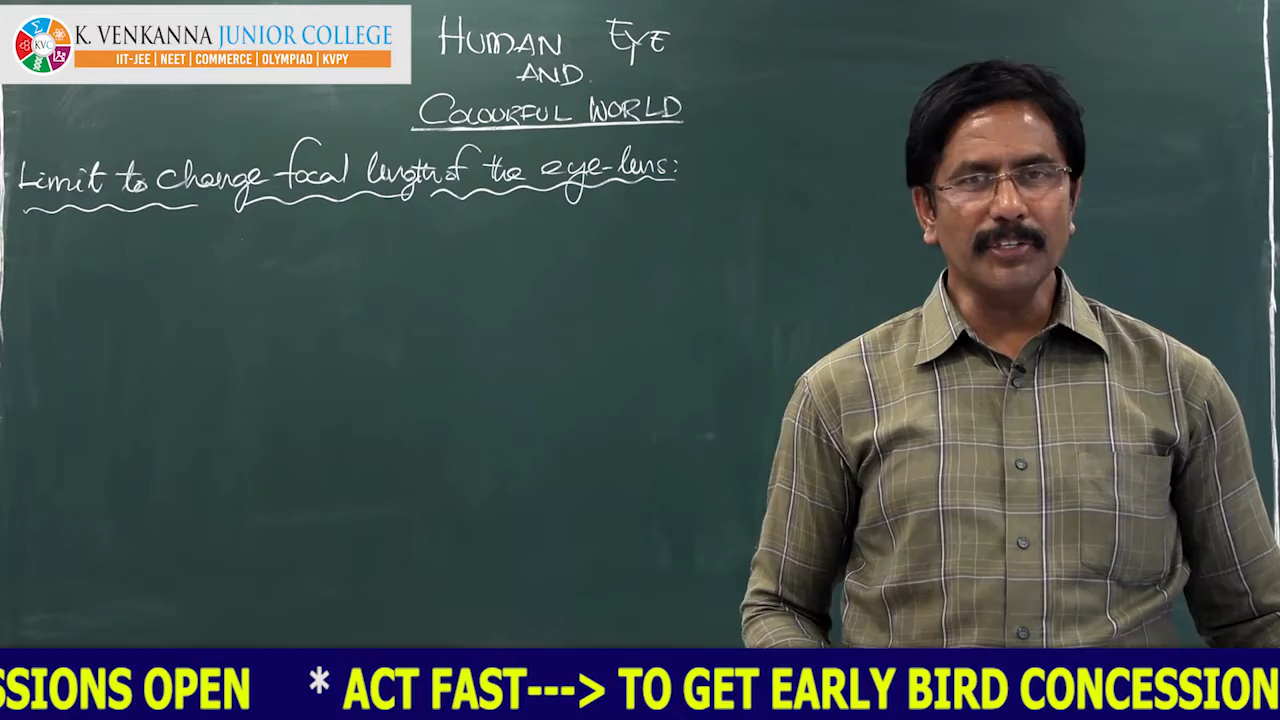 KVC
K. VENKANNA JUNIOR COLLEGE
IIT-JEE | NEET | COMMERCE | OLYMPIAD | KVPY
HUMAN EYE
AND
COLOURFUL WORLD
Limit to change focal length of the eye-lens:
SSIONS OPEN * ACT FAST---> TO GET EARLY BIRD CONCESSION